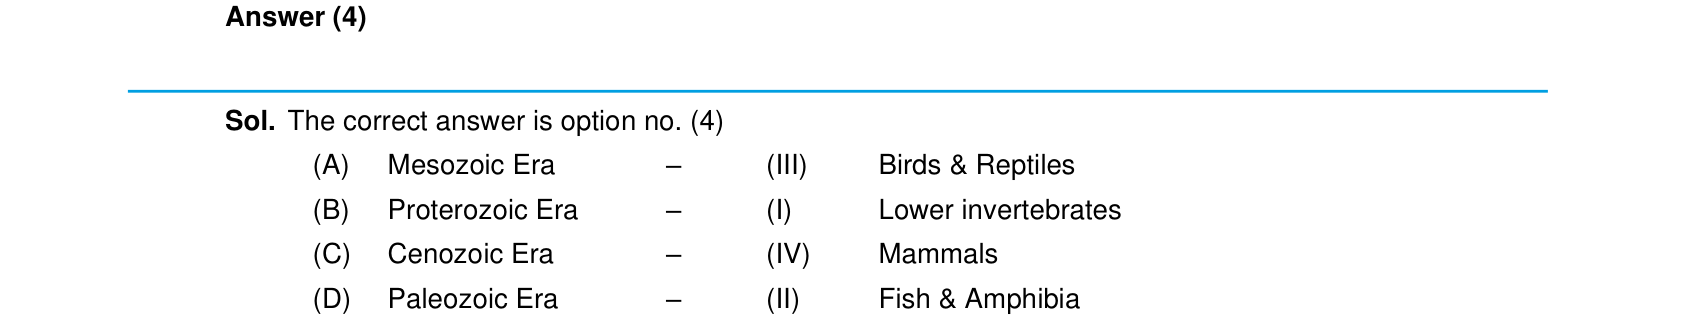 Answer (4)
Sol. The correct answer is option no. (4)
(A) Mesozoic Era – (III) Birds & Reptiles
(B) Proterozoic Era – (I) Lower invertebrates
(C) Cenozoic Era – (IV) Mammals
(D) Paleozoic Era – (II) Fish & Amphibia